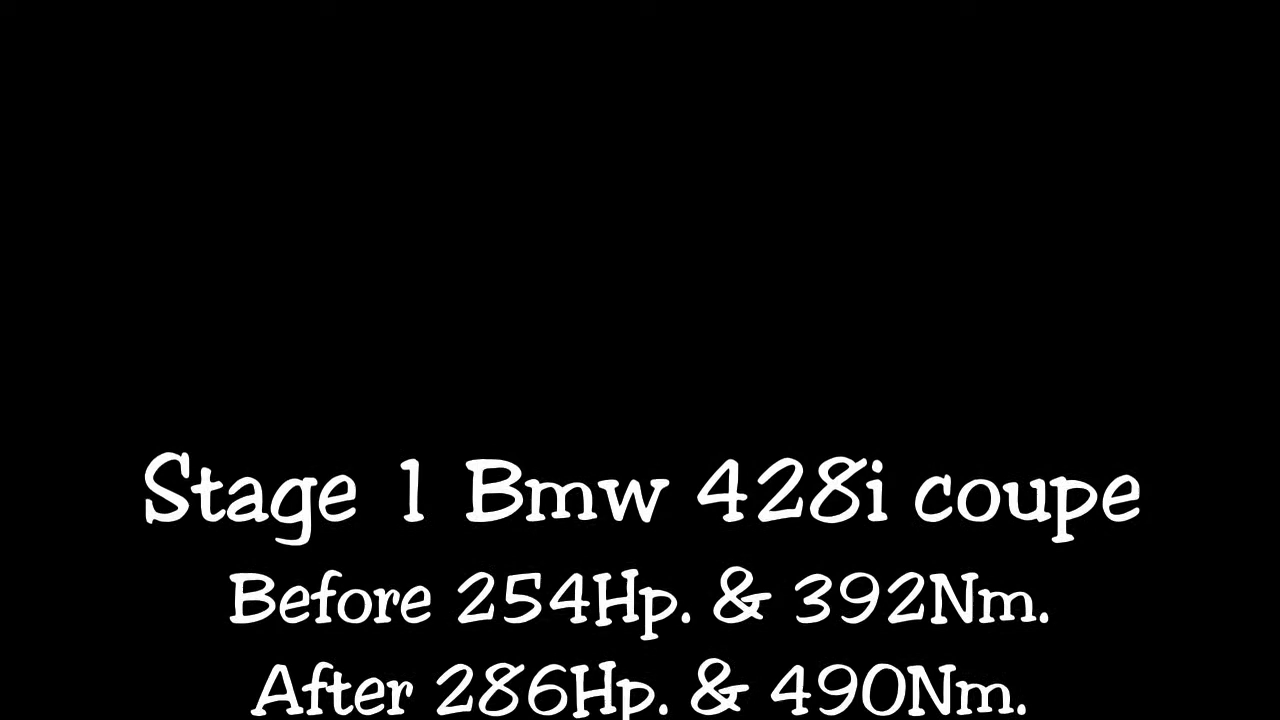 Stage 1 Bmw 428i coupe
Before 254Hp. & 392Nm.
After 286Hp. & 490Nm.